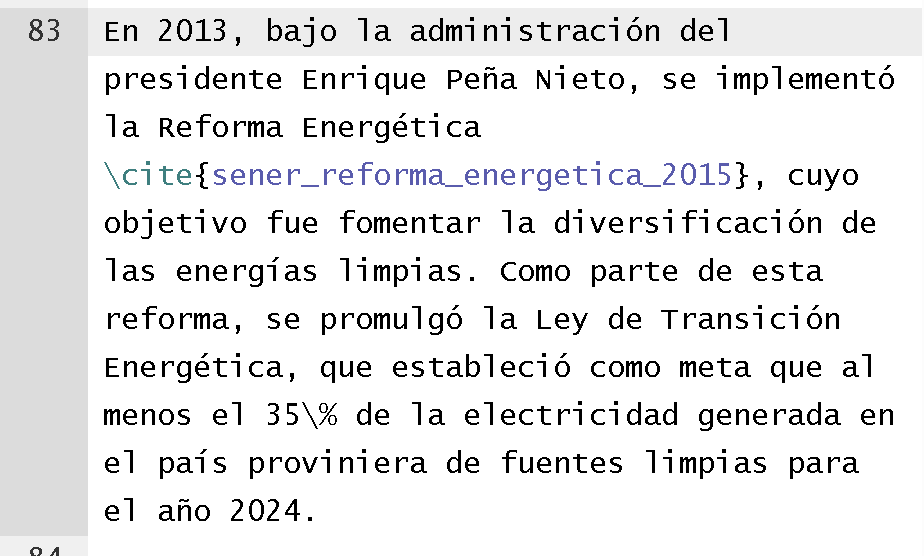 83 En 2013, bajo la administración del
presidente Enrique Peña Nieto, se implementó
la Reforma Energética
\cite{sener_reforma_energetica_2015}, cuyo
objetivo fue fomentar la diversificación de
las energías limpias. Como parte de esta
reforma, se promulgó la Ley de Transición
Energética, que estableció como meta que al
menos el 35\% de la electricidad generada en
el país proviniera de fuentes limpias para
el año 2024.
84